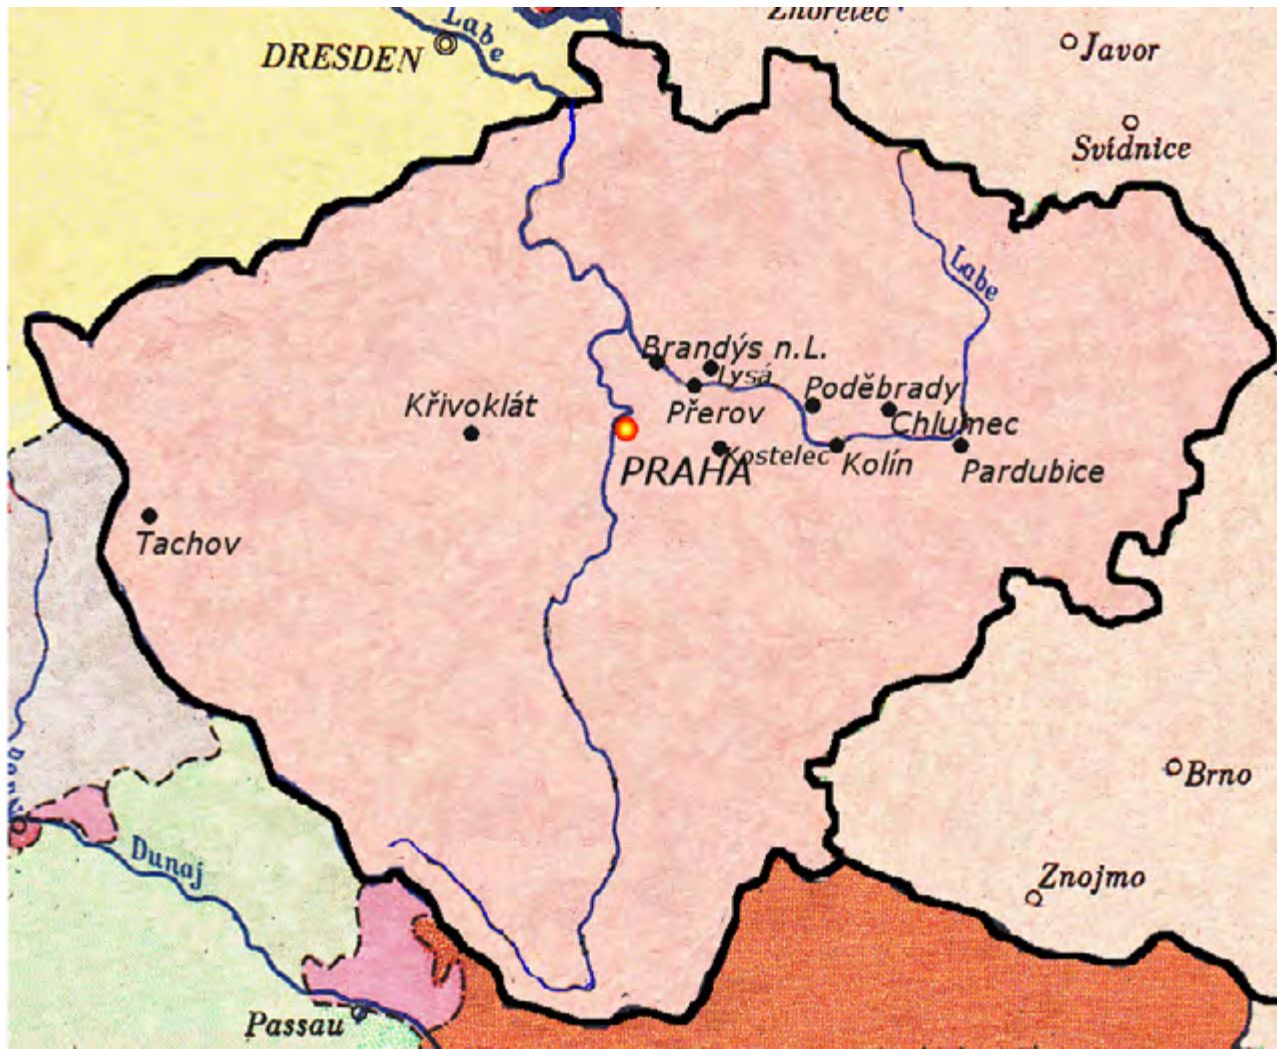 Zhořelec
Labe
DRESDEN
Javor
Svídnice
Labe
Brandýs n.L.
Lysá
Poděbrady
Křivoklát
Přerov
Chlumec
Kostelec
Kolín
PRAHA
Pardubice
Tachov
Brno
Dunaj
Znojmo
Passau